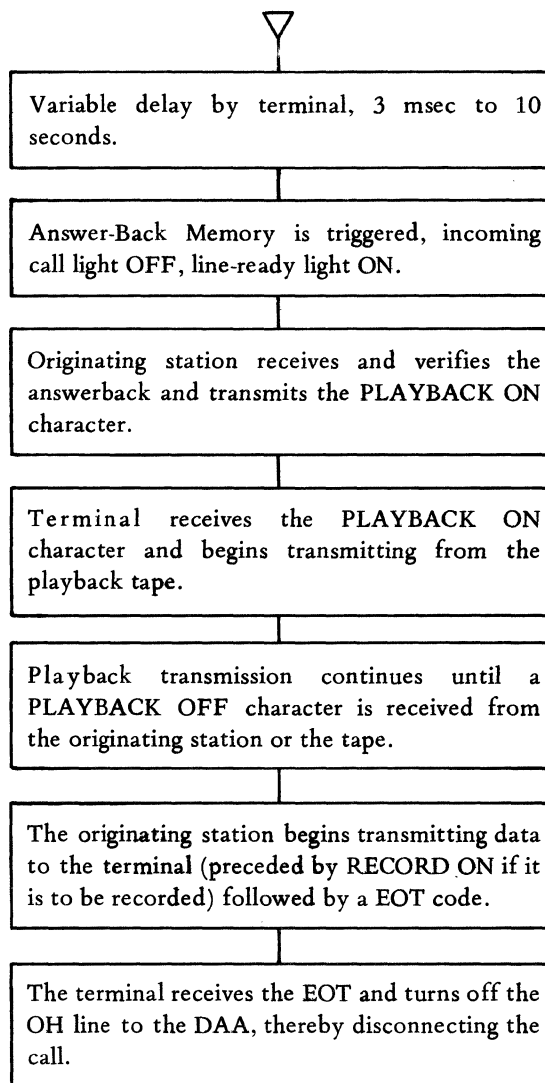 Variable delay by terminal, 3 msec to 10
seconds.
Answer-Back Memory is triggered, incoming
call light OFF, line-ready light ON.
Originating station receives and verifies the
answerback and transmits the PLAYBACK ON
character.
Terminal receives the PLAYBACK ON
character and begins transmitting from the
playback tape.
Playback transmission continues until a
PLAYBACK OFF character is received from
the originating station or the tape.
The originating station begins transmitting data
to the terminal (preceded by RECORD ON if it
is to be recorded) followed by a EOT code.
The terminal receives the EOT and turns off the
OH line to the DAA, thereby disconnecting the
call.